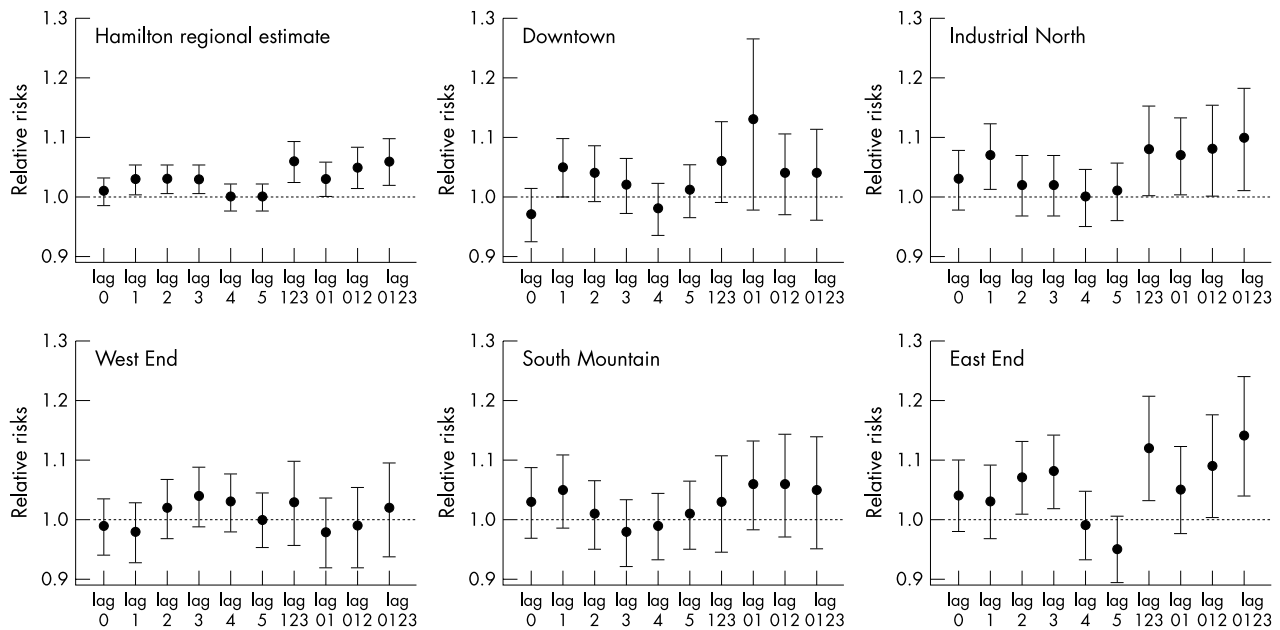 Hamilton regional estimate
Relative risks
1.3
1.2
1.1
1.0
0.9
lag lag lag lag lag lag lag lag lag lag
0 1 2 3 4 5 123 01 012 0123
Downtown
Relative risks
1.3
1.2
1.1
1.0
0.9
lag lag lag lag lag lag lag lag lag lag
0 1 2 3 4 5 123 01 012 0123
Industrial North
Relative risks
1.3
1.2
1.1
1.0
0.9
lag lag lag lag lag lag lag lag lag lag
0 1 2 3 4 5 123 01 012 0123
West End
Relative risks
1.3
1.2
1.1
1.0
0.9
lag lag lag lag lag lag lag lag lag lag
0 1 2 3 4 5 123 01 012 0123
South Mountain
Relative risks
1.3
1.2
1.1
1.0
0.9
lag lag lag lag lag lag lag lag lag lag
0 1 2 3 4 5 123 01 012 0123
East End
Relative risks
1.3
1.2
1.1
1.0
0.9
lag lag lag lag lag lag lag lag lag lag
0 1 2 3 4 5 123 01 012 0123